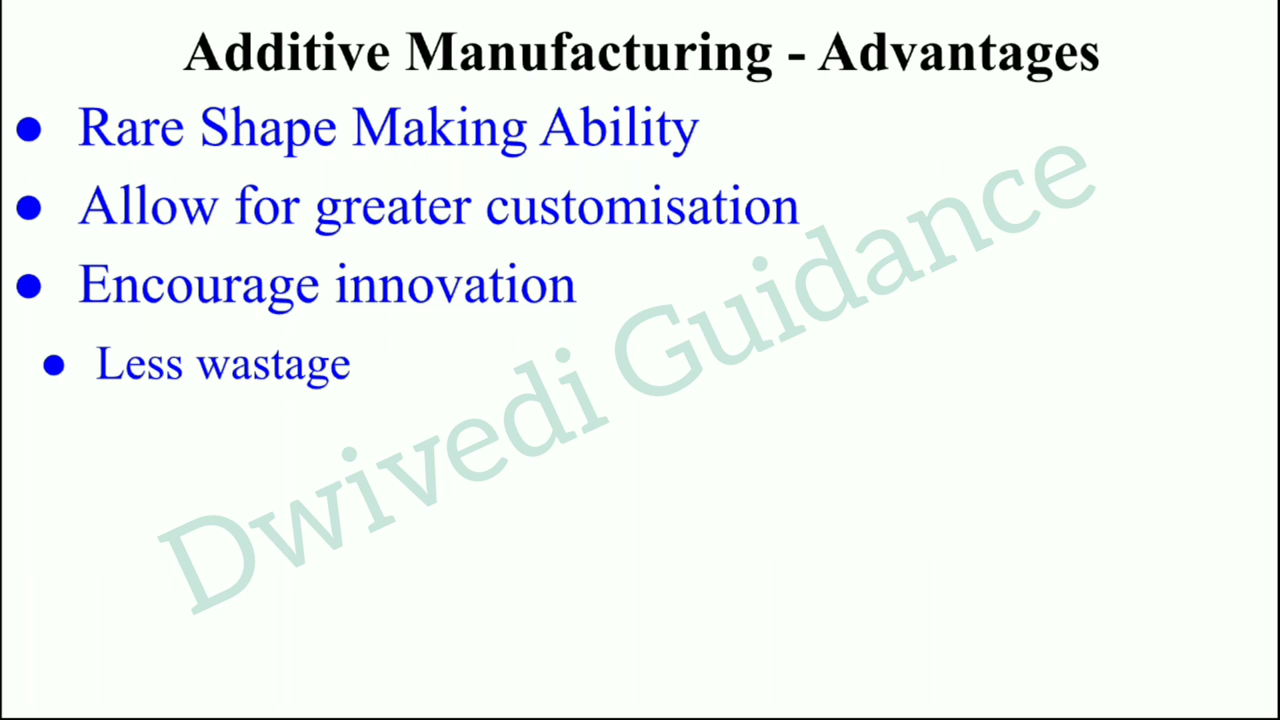 Additive Manufacturing - Advantages
● Rare Shape Making Ability
● Allow for greater customisation
● Encourage innovation
● Less wastage
Dwivedi Guidance